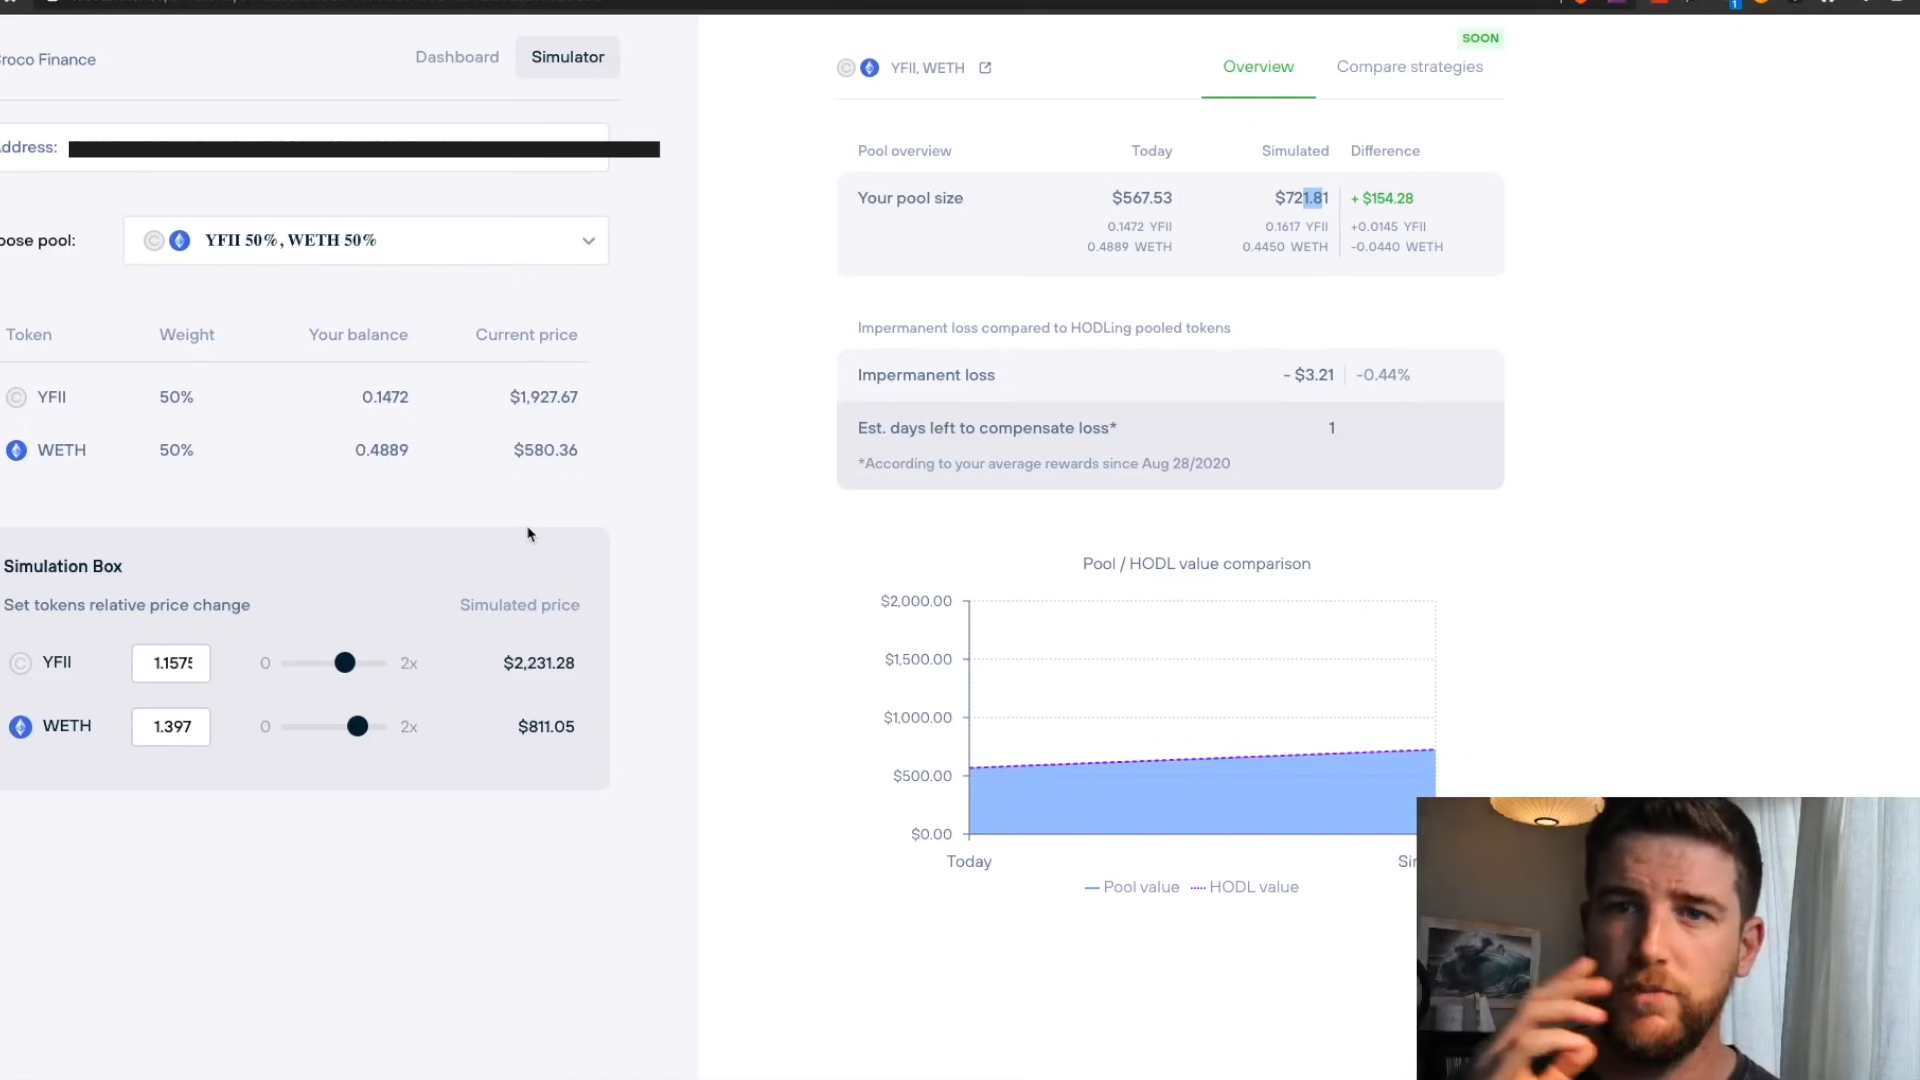 roco Finance
Dashboard
Simulator
ddress:
oose pool:
YFII 50%, WETH 50%
Token Weight Your balance Current price
YFII 50% 0.1472 $1,927.67
WETH 50% 0.4889 $580.36
Simulation Box
Set tokens relative price change Simulated price
YFII 1.1575 0 2x $2,231.28
WETH 1.397 0 2x $811.05
SOON
YFII, WETH
Overview
Compare strategies
Pool overview Today Simulated Difference
Your pool size $567.53 $721.81 + $154.28
0.1472 YFII 0.1617 YFII +0.0145 YFII
0.4889 WETH 0.4450 WETH -0.0440 WETH
Impermanent loss compared to HODLing pooled tokens
Impermanent loss - $3.21 -0.44%
Est. days left to compensate loss* 1
*According to your average rewards since Aug 28/2020
Pool / HODL value comparison
$2,000.00
$1,500.00
$1,000.00
$500.00
$0.00
Today Sir
Pool value HODL value